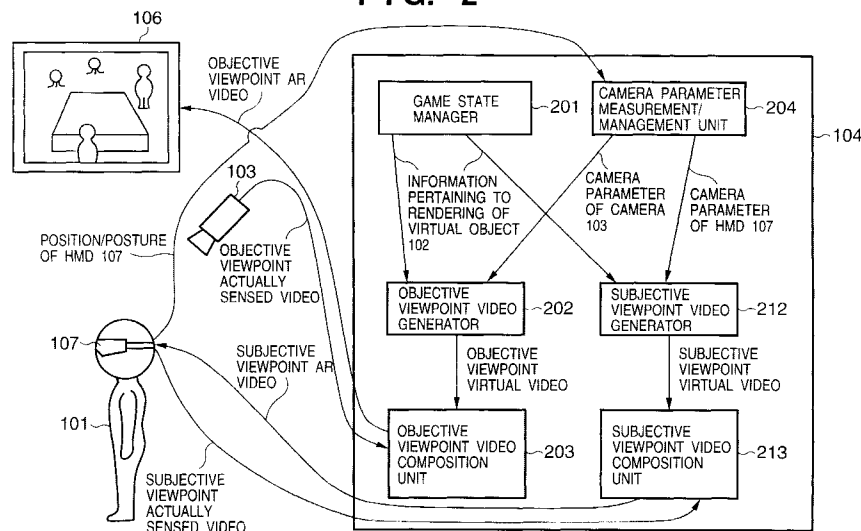 FIG. 2
106
OBJECTIVE
VIEWPOINT AR
VIDEO
GAME STATE
MANAGER
201
CAMERA PARAMETER
MEASUREMENT/
MANAGEMENT UNIT
204
104
103
INFORMATION
PERTAINING TO
RENDERING OF
VIRTUAL OBJECT
102
CAMERA
PARAMETER
OF CAMERA
103
CAMERA
PARAMETER
OF HMD 107
POSITION/POSTURE
OF HMD 107
OBJECTIVE
VIEWPOINT
ACTUALLY
SENSED VIDEO
OBJECTIVE
VIEWPOINT VIDEO
GENERATOR
202
SUBJECTIVE
VIEWPOINT VIDEO
GENERATOR
212
107
SUBJECTIVE
VIEWPOINT AR
VIDEO
OBJECTIVE
VIEWPOINT
VIRTUAL VIDEO
SUBJECTIVE
VIEWPOINT
VIRTUAL VIDEO
101
OBJECTIVE
VIEWPOINT VIDEO
COMPOSITION
UNIT
203
SUBJECTIVE
VIEWPOINT VIDEO
COMPOSITION
UNIT
213
SUBJECTIVE
VIEWPOINT
ACTUALLY
SENSED VIDEO